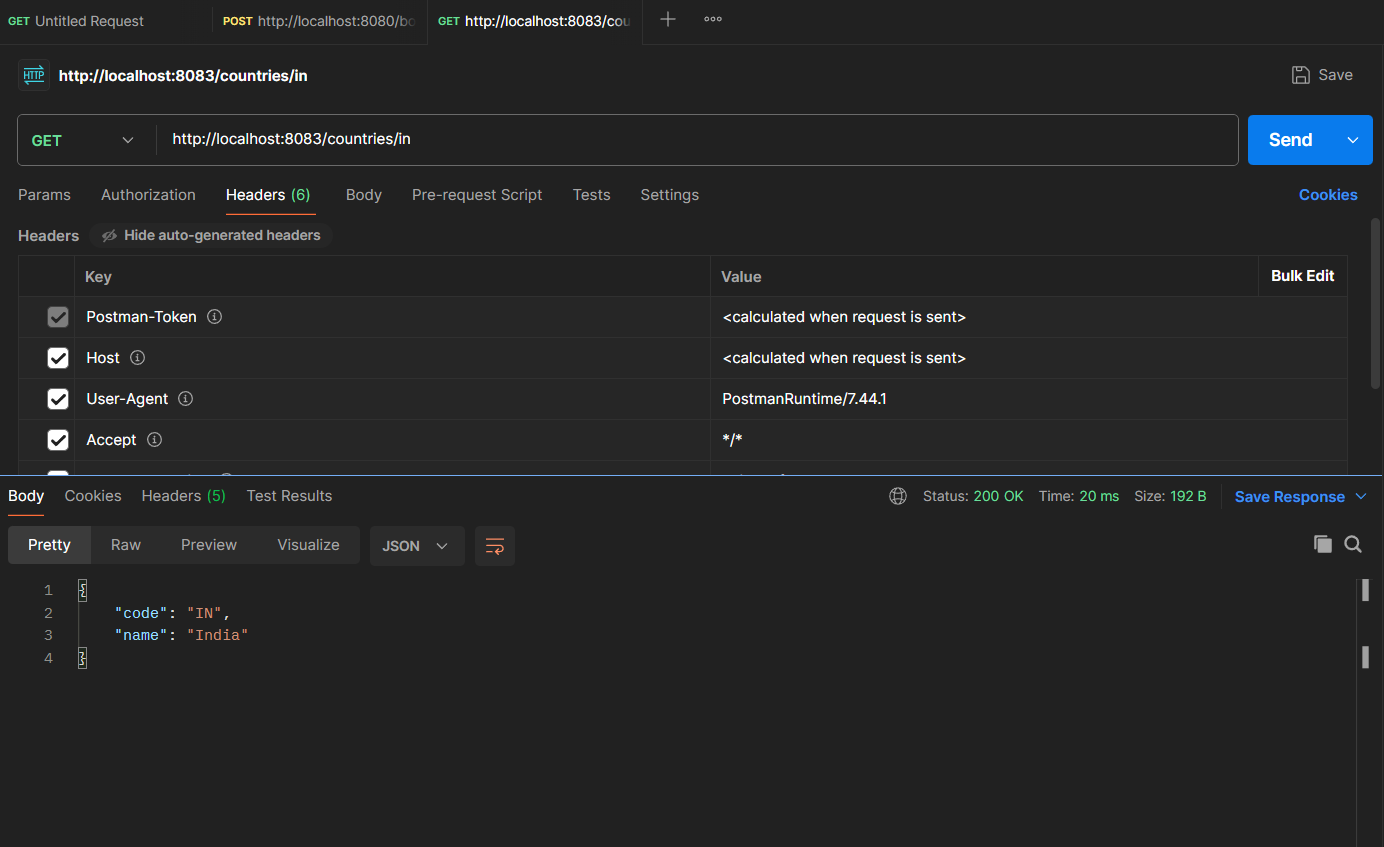 GET Untitled Request POST http://localhost:8080/bo GET http://localhost:8083/cou
HTTP http://localhost:8083/countries/in Save
GET http://localhost:8083/countries/in Send
Params Authorization Headers (6) Body Pre-request Script Tests Settings Cookies
Headers Hide auto-generated headers
Key Value Bulk Edit
Postman-Token <calculated when request is sent>
Host <calculated when request is sent>
User-Agent PostmanRuntime/7.44.1
Accept */*
Body Cookies Headers (5) Test Results Status: 200 OK Time: 20 ms Size: 192 B Save Response
Pretty Raw Preview Visualize JSON
1 {
2 "code": "IN",
3 "name": "India"
4 }